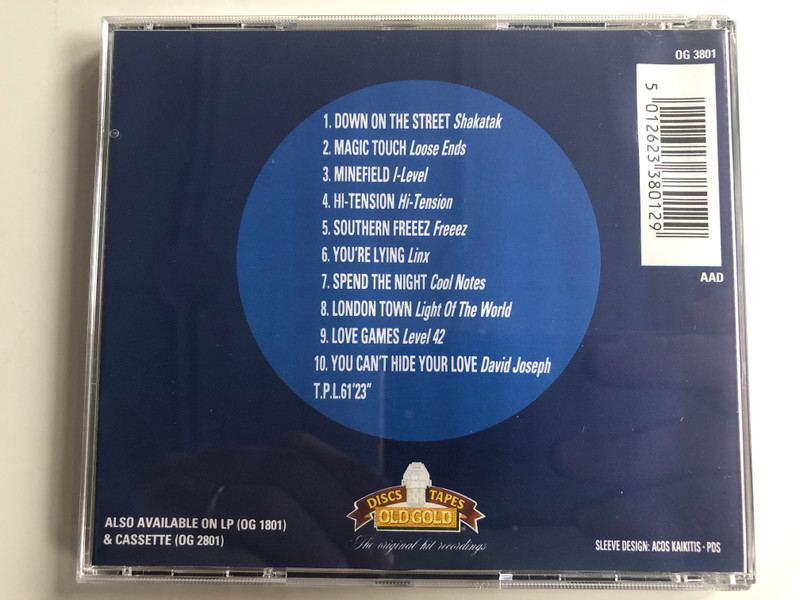 OG 3801
5 012623 380129
AAD
1. DOWN ON THE STREET Shakatak
2. MAGIC TOUCH Loose Ends
3. MINEFIELD I-Level
4. HI-TENSION Hi-Tension
5. SOUTHERN FREEEZ Freeez
6. YOU'RE LYING Linx
7. SPEND THE NIGHT Cool Notes
8. LONDON TOWN Light Of The World
9. LOVE GAMES Level 42
10. YOU CAN'T HIDE YOUR LOVE David Joseph
T.P.L.61'23"
DISCS TAPES
OLD GOLD
The original hit recordings
ALSO AVAILABLE ON LP (OG 1801)
& CASSETTE (OG 2801)
SLEEVE DESIGN: ACOS KAIKITIS · PDS